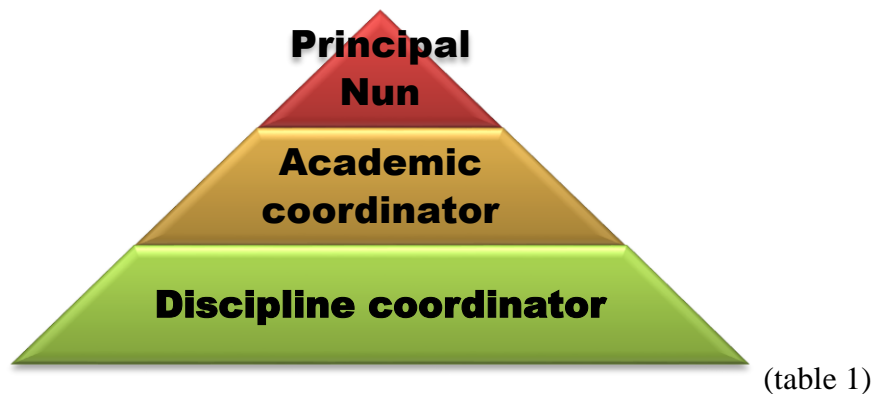 Principal
Nun
Academic
coordinator
Discipline coordinator
(table 1)